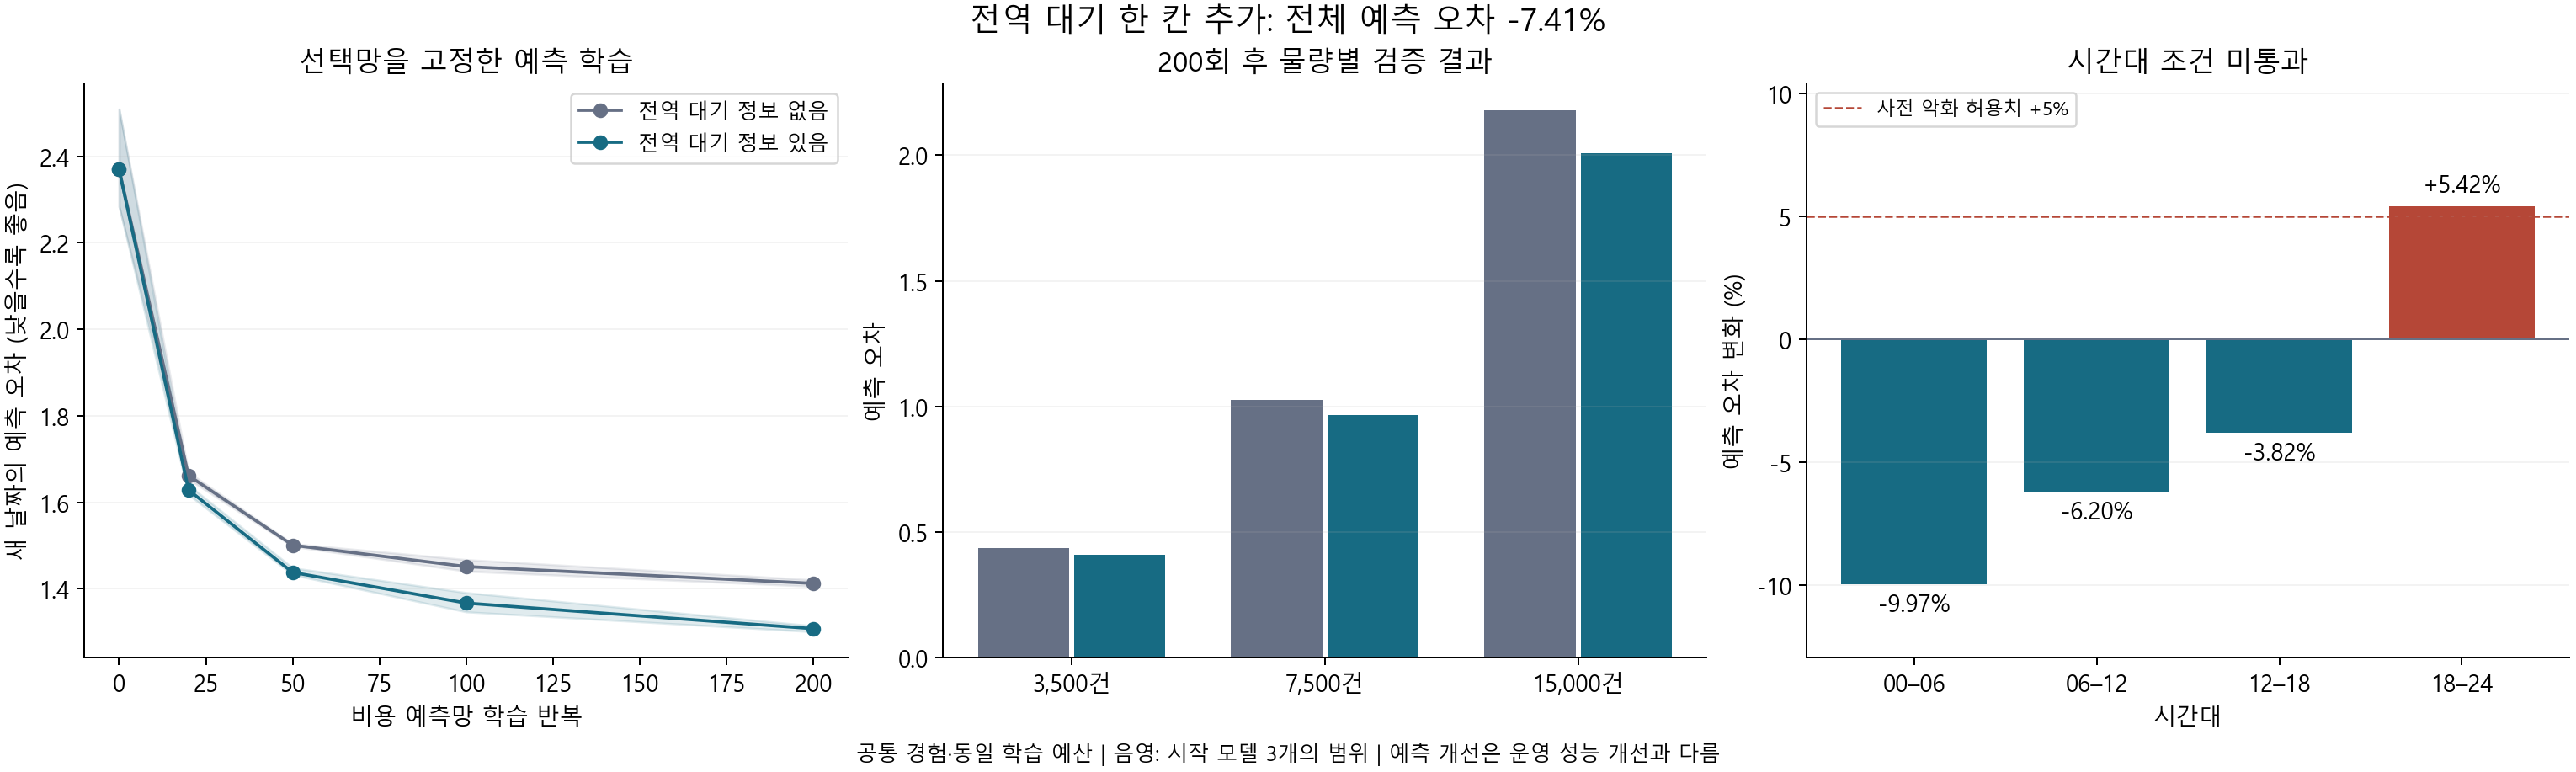 전역 대기 한 칸 추가: 전체 예측 오차 -7.41%
선택망을 고정한 예측 학습
새 날짜의 예측 오차 (낮을수록 좋음)
2.4
2.2
2.0
1.8
1.6
1.4
전역 대기 정보 없음
전역 대기 정보 있음
0 25 50 75 100 125 150 175 200
비용 예측망 학습 반복
200회 후 물량별 검증 결과
예측 오차
2.0
1.5
1.0
0.5
0.0
3,500건 7,500건 15,000건
시간대 조건 미통과
예측 오차 변화 (%)
10
5
0
-5
-10
사전 악화 허용치 +5%
+5.42%
-3.82%
-6.20%
-9.97%
00–06 06–12 12–18 18–24
시간대
공통 경험·동일 학습 예산 | 음영: 시작 모델 3개의 범위 | 예측 개선은 운영 성능 개선과 다름